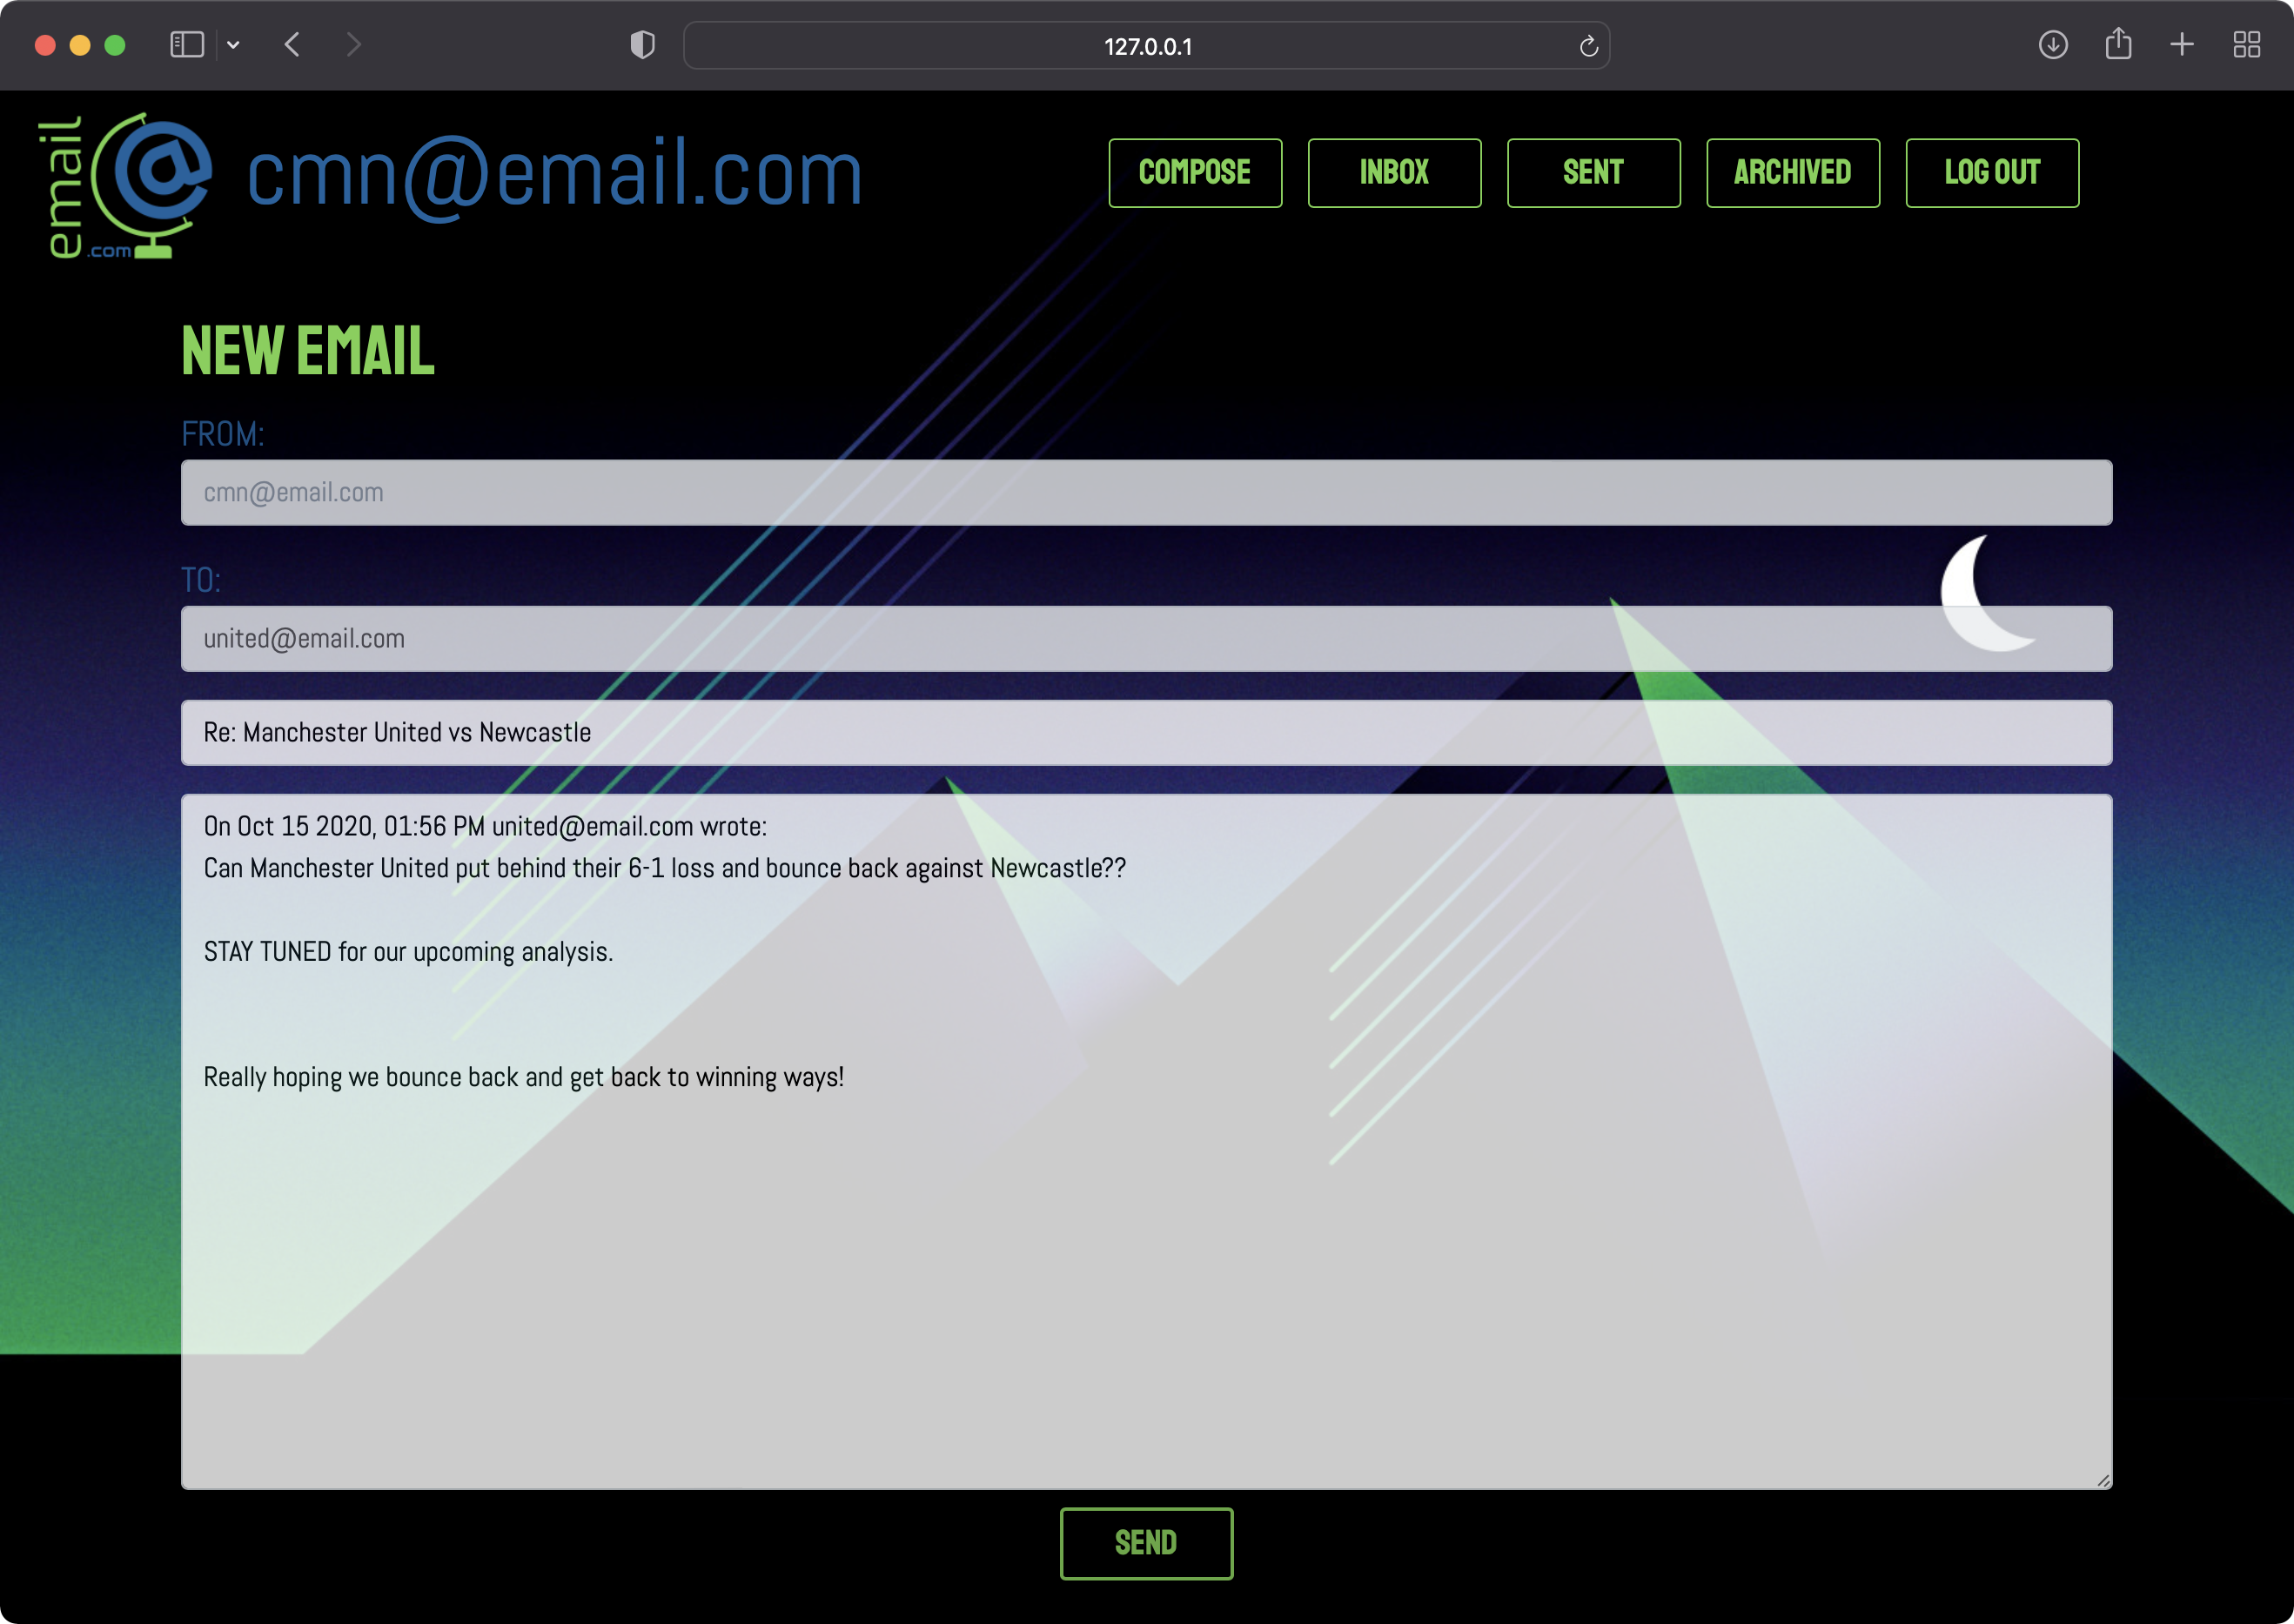 127.0.0.1
email
.com
cmn@email.com
COMPOSE
INBOX
SENT
ARCHIVED
LOG OUT
NEW EMAIL
FROM:
cmn@email.com
TO:
united@email.com
Re: Manchester United vs Newcastle
On Oct 15 2020, 01:56 PM united@email.com wrote:
Can Manchester United put behind their 6-1 loss and bounce back against Newcastle??
STAY TUNED for our upcoming analysis.
Really hoping we bounce back and get back to winning ways!
SEND